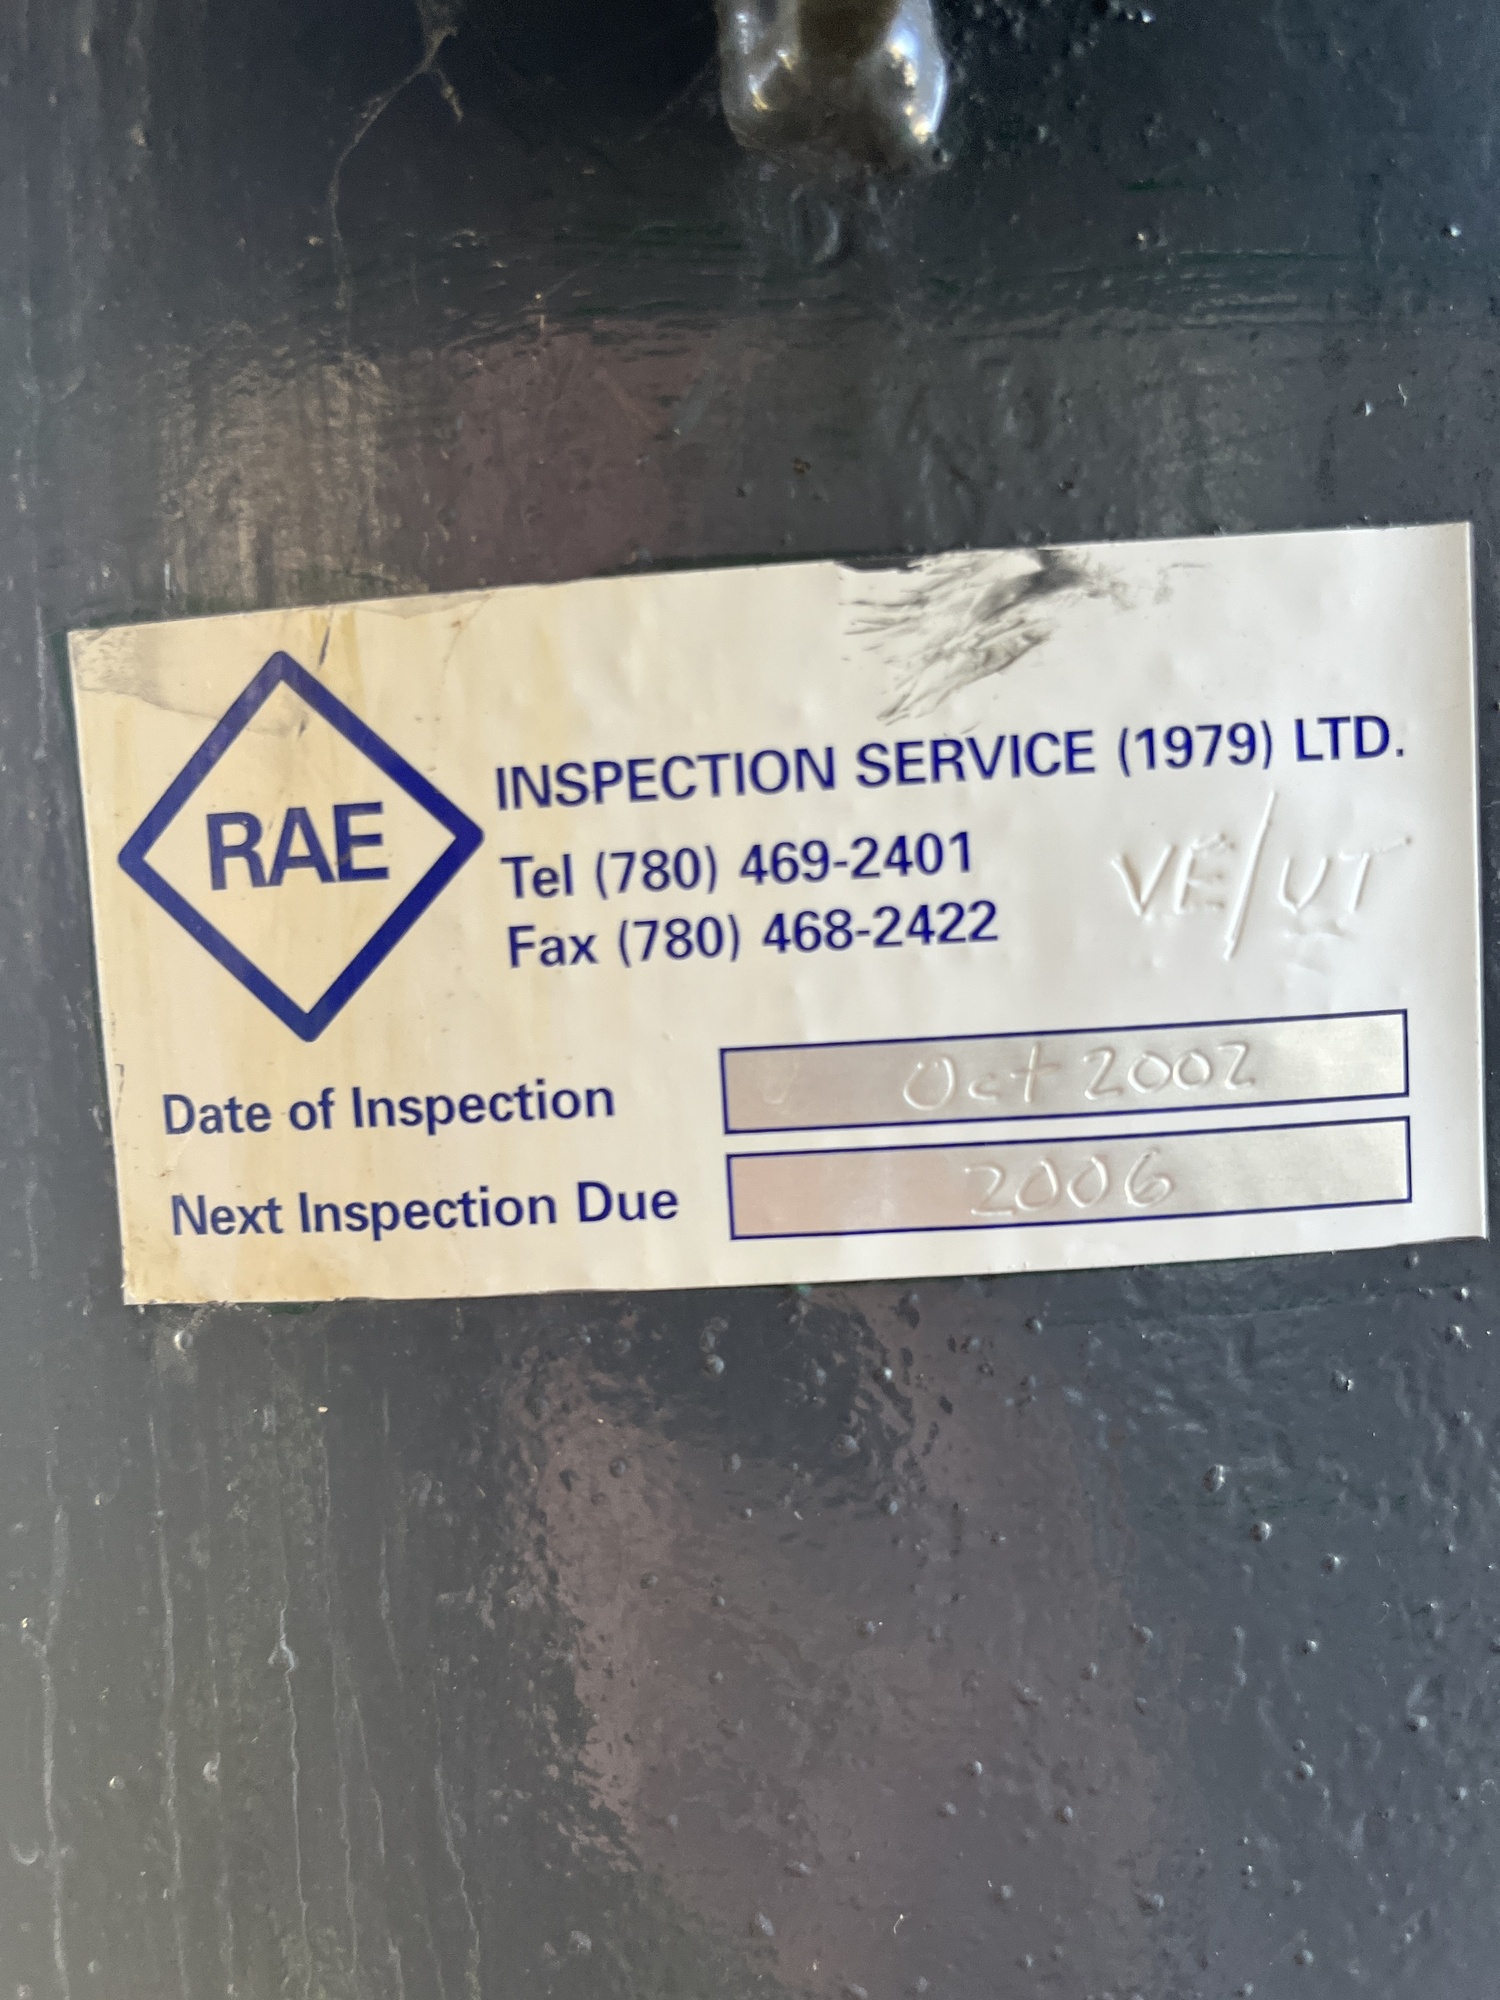 RAE
INSPECTION SERVICE (1979) LTD.
Tel (780) 469-2401
Fax (780) 468-2422
VE/UT
Date of Inspection Oct 2002
Next Inspection Due 2006